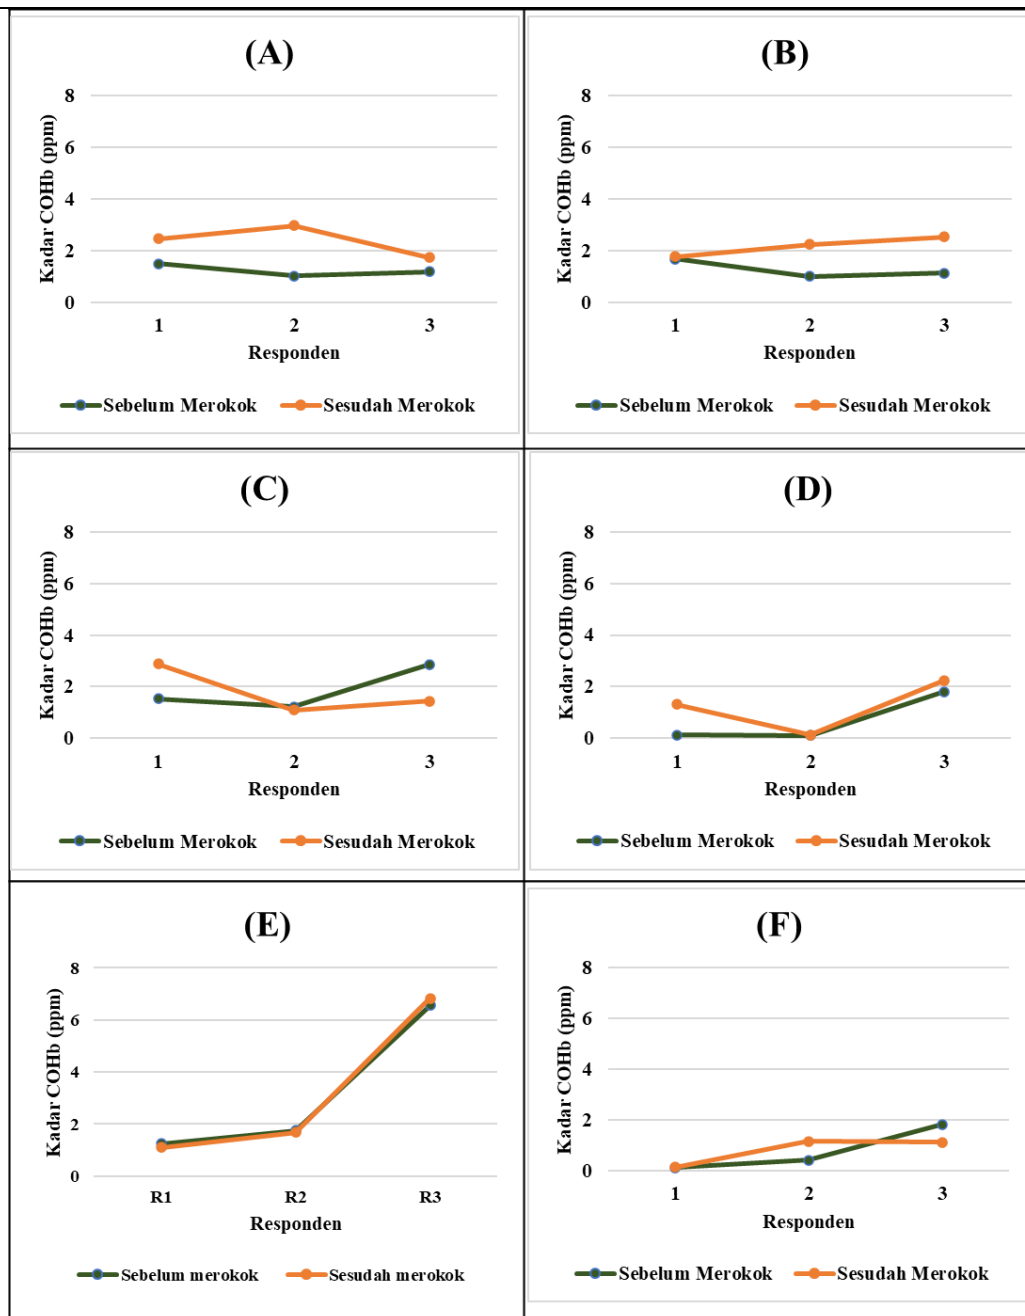 (A)
Kadar COHb (ppm)
8
6
4
2
0
1 2 3
Responden
Sebelum Merokok Sesudah Merokok
(B)
Kadar COHb (ppm)
8
6
4
2
0
1 2 3
Responden
Sebelum Merokok Sesudah Merokok
(C)
Kadar COHb (ppm)
8
6
4
2
0
1 2 3
Responden
Sebelum Merokok Sesudah Merokok
(D)
Kadar COHb (ppm)
8
6
4
2
0
1 2 3
Responden
Sebelum Merokok Sesudah Merokok
(E)
Kadar COHb (ppm)
8
6
4
2
0
R1 R2 R3
Responden
Sebelum merokok Sesudah merokok
(F)
Kadar COHb (ppm)
8
6
4
2
0
1 2 3
Responden
Sebelum Merokok Sesudah Merokok